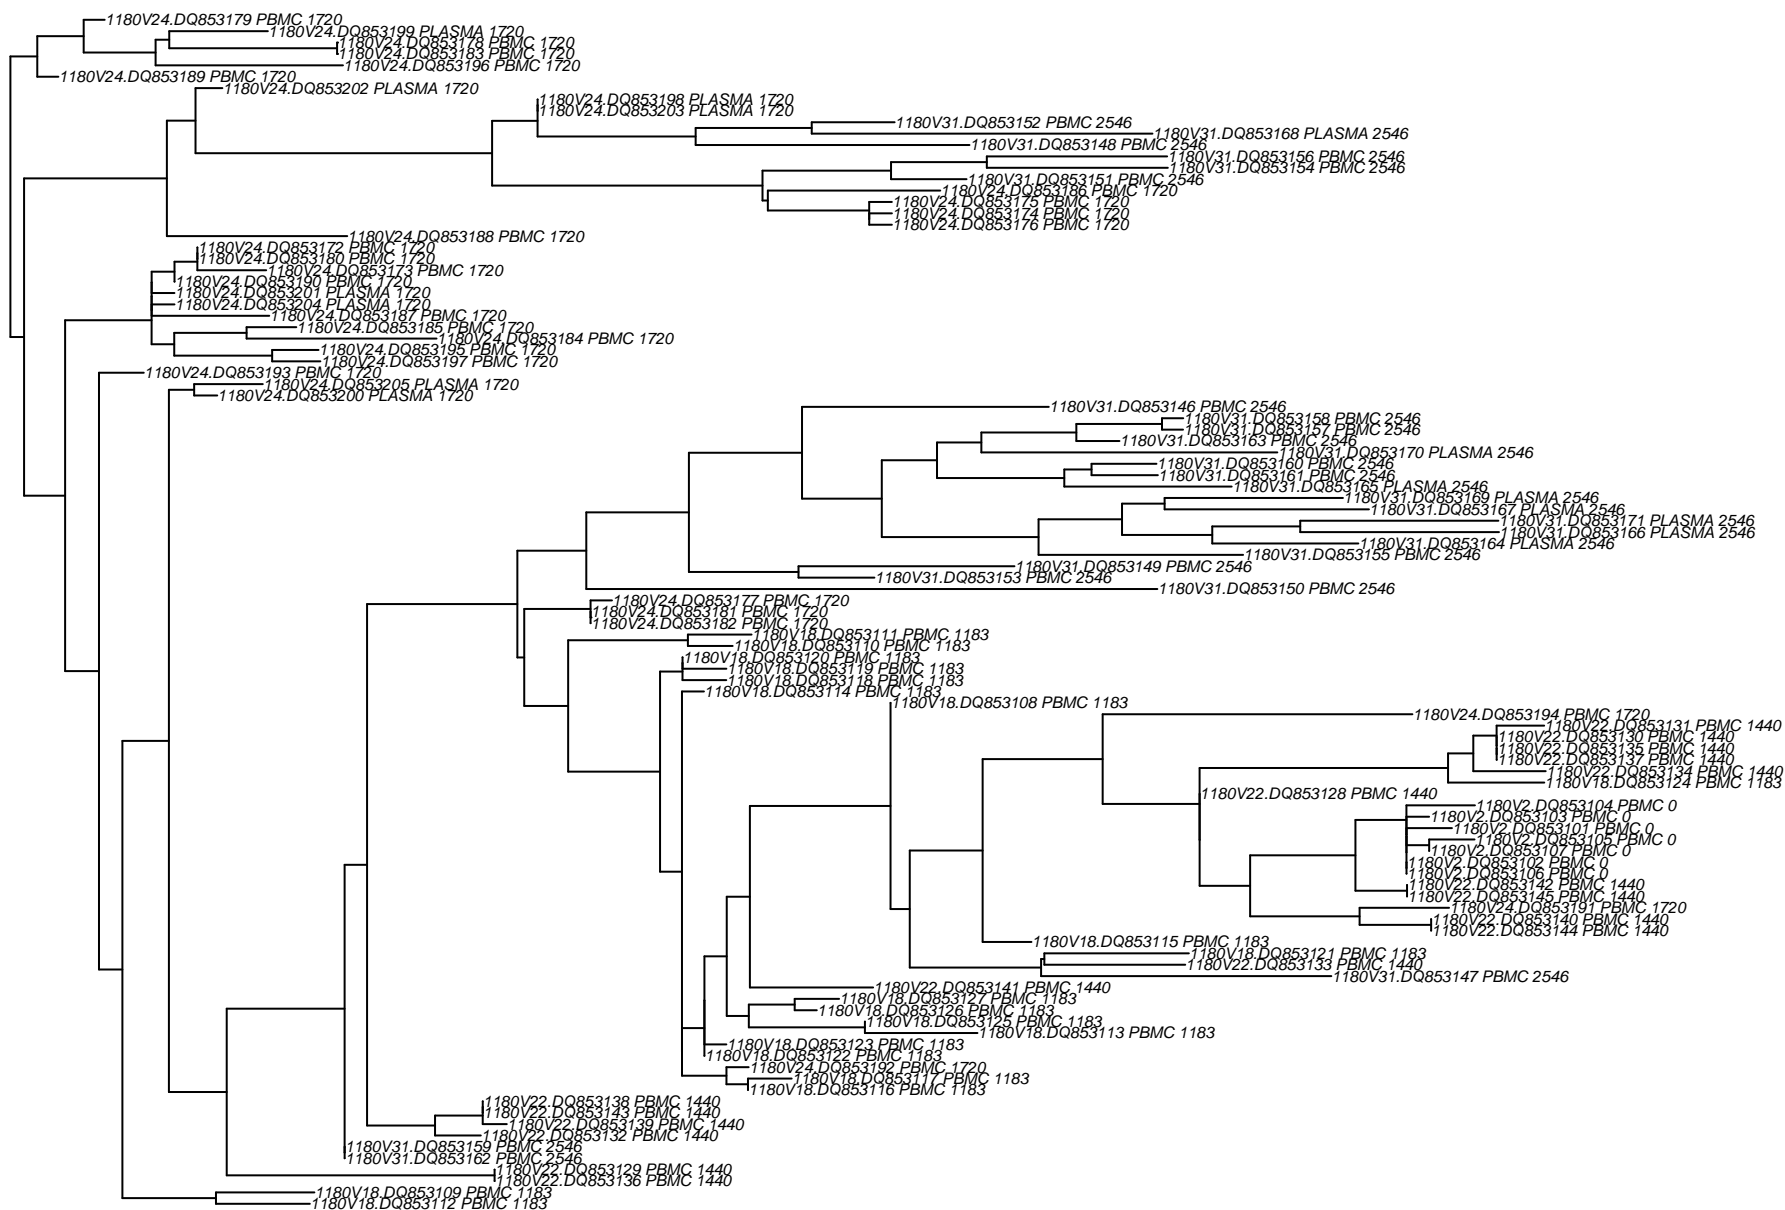 1180V24.DQ853179 PBMC 1720
1180V24.DQ853199 PLASMA 1720
1180V24.DQ853178 PBMC 1720
1180V24.DQ853183 PBMC 1720
1180V24.DQ853196 PBMC 1720
1180V24.DQ853189 PBMC 1720
1180V24.DQ853202 PLASMA 1720
1180V24.DQ853198 PLASMA 1720
1180V24.DQ853203 PLASMA 1720
1180V31.DQ853152 PBMC 2546
1180V31.DQ853168 PLASMA 2546
1180V31.DQ853148 PBMC 2546
1180V31.DQ853156 PBMC 2546
1180V31.DQ853154 PBMC 2546
1180V31.DQ853151 PBMC 2546
1180V24.DQ853186 PBMC 1720
1180V24.DQ853175 PBMC 1720
1180V24.DQ853174 PBMC 1720
1180V24.DQ853176 PBMC 1720
1180V24.DQ853188 PBMC 1720
1180V24.DQ853172 PBMC 1720
1180V24.DQ853180 PBMC 1720
1180V24.DQ853173 PBMC 1720
1180V24.DQ853190 PBMC 1720
1180V24.DQ853201 PLASMA 1720
1180V24.DQ853204 PLASMA 1720
1180V24.DQ853187 PBMC 1720
1180V24.DQ853185 PBMC 1720
1180V24.DQ853184 PBMC 1720
1180V24.DQ853195 PBMC 1720
1180V24.DQ853197 PBMC 1720
1180V24.DQ853193 PBMC 1720
1180V24.DQ853205 PLASMA 1720
1180V24.DQ853200 PLASMA 1720
1180V31.DQ853146 PBMC 2546
1180V31.DQ853158 PBMC 2546
1180V31.DQ853157 PBMC 2546
1180V31.DQ853163 PBMC 2546
1180V31.DQ853170 PLASMA 2546
1180V31.DQ853160 PBMC 2546
1180V31.DQ853161 PBMC 2546
1180V31.DQ853165 PLASMA 2546
1180V31.DQ853169 PLASMA 2546
1180V31.DQ853167 PLASMA 2546
1180V31.DQ853171 PLASMA 2546
1180V31.DQ853166 PLASMA 2546
1180V31.DQ853164 PLASMA 2546
1180V31.DQ853155 PBMC 2546
1180V31.DQ853149 PBMC 2546
1180V31.DQ853153 PBMC 2546
1180V31.DQ853150 PBMC 2546
1180V24.DQ853177 PBMC 1720
1180V24.DQ853181 PBMC 1720
1180V24.DQ853182 PBMC 1720
1180V18.DQ853111 PBMC 1183
1180V18.DQ853110 PBMC 1183
1180V18.DQ853120 PBMC 1183
1180V18.DQ853119 PBMC 1183
1180V18.DQ853118 PBMC 1183
1180V18.DQ853114 PBMC 1183
1180V18.DQ853108 PBMC 1183
1180V24.DQ853194 PBMC 1720
1180V22.DQ853131 PBMC 1440
1180V22.DQ853130 PBMC 1440
1180V22.DQ853135 PBMC 1440
1180V22.DQ853137 PBMC 1440
1180V22.DQ853134 PBMC 1440
1180V18.DQ853124 PBMC 1183
1180V22.DQ853128 PBMC 1440
1180V2.DQ853104 PBMC 0
1180V2.DQ853103 PBMC 0
1180V2.DQ853101 PBMC 0
1180V2.DQ853105 PBMC 0
1180V2.DQ853107 PBMC 0
1180V2.DQ853102 PBMC 0
1180V2.DQ853106 PBMC 0
1180V22.DQ853142 PBMC 1440
1180V22.DQ853145 PBMC 1440
1180V24.DQ853191 PBMC 1720
1180V22.DQ853140 PBMC 1440
1180V22.DQ853144 PBMC 1440
1180V18.DQ853115 PBMC 1183
1180V18.DQ853121 PBMC 1183
1180V22.DQ853133 PBMC 1440
1180V31.DQ853147 PBMC 2546
1180V22.DQ853141 PBMC 1440
1180V18.DQ853127 PBMC 1183
1180V18.DQ853126 PBMC 1183
1180V18.DQ853125 PBMC 1183
1180V18.DQ853113 PBMC 1183
1180V18.DQ853123 PBMC 1183
1180V18.DQ853122 PBMC 1183
1180V24.DQ853192 PBMC 1720
1180V18.DQ853117 PBMC 1183
1180V18.DQ853116 PBMC 1183
1180V22.DQ853138 PBMC 1440
1180V22.DQ853143 PBMC 1440
1180V22.DQ853139 PBMC 1440
1180V22.DQ853132 PBMC 1440
1180V31.DQ853159 PBMC 2546
1180V31.DQ853162 PBMC 2546
1180V22.DQ853129 PBMC 1440
1180V22.DQ853136 PBMC 1440
1180V18.DQ853109 PBMC 1183
1180V18.DQ853112 PBMC 1183